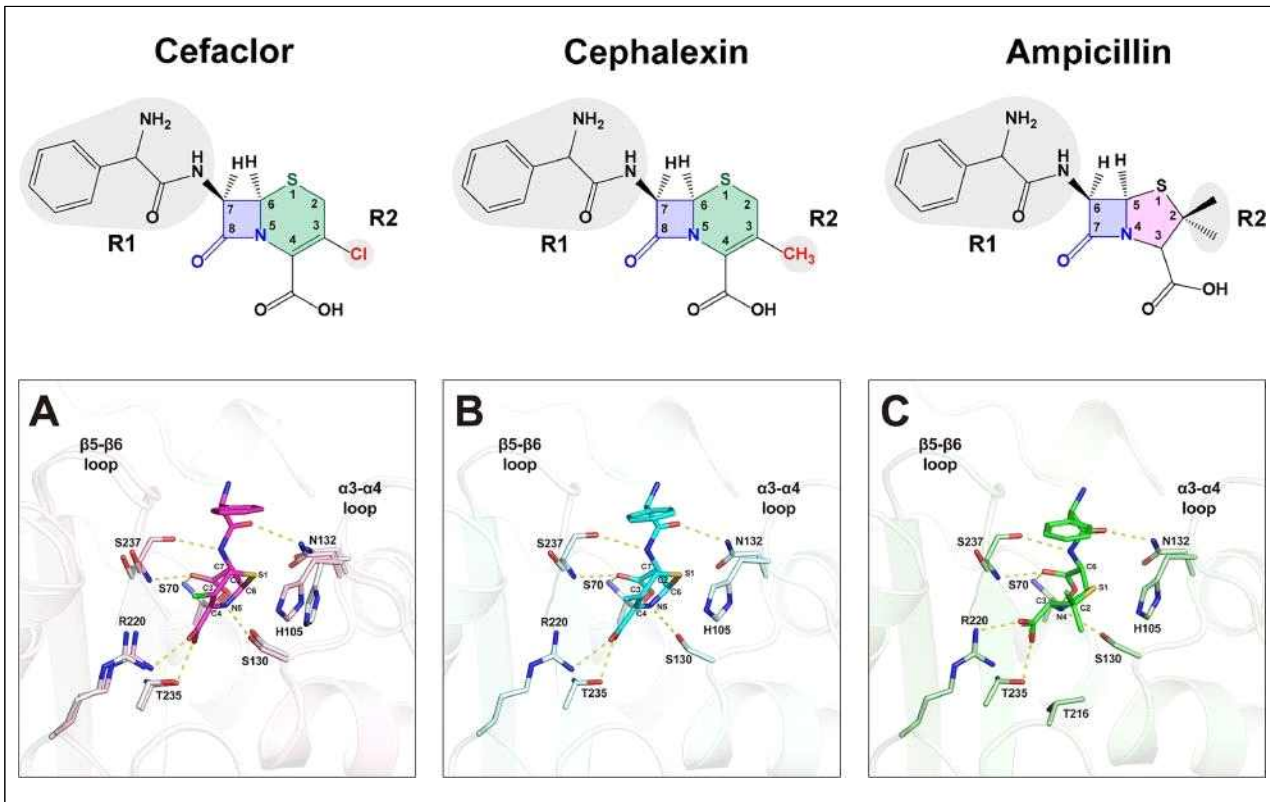 Cefaclor
NH2
H
N
H H
S
1
2
6
7
5
3
8
N
4
R2
Cl
O
R1
O
O
OH
Cephalexin
NH2
H
N
H H
S
1
2
6
7
5
3
8
N
4
R2
CH3
O
R1
O
O
OH
Ampicillin
NH2
H
N
H H
S
1
5
6
2
4
7
N
3
R2
O
R1
O
O
OH
A
β5-β6
loop
α3-α4
loop
S237
N132
C7
S1
S70
C3
C6
N5
C4
H105
R220
S130
T235
B
β5-β6
loop
α3-α4
loop
S237
N132
C7
S1
S70
C3
C2
C6
N5
C4
H105
R220
S130
T235
C
β5-β6
loop
α3-α4
loop
S237
N132
C6
S1
S70
C3
N4
C2
H105
R220
S130
T235
T216